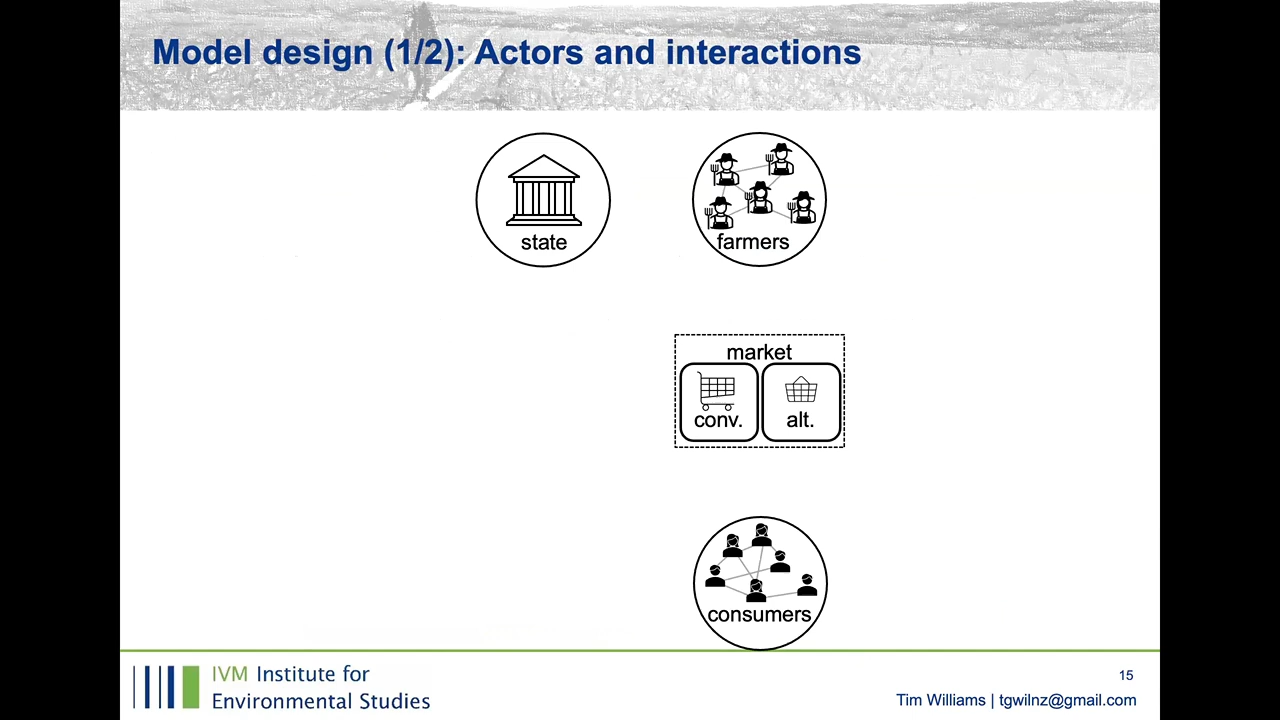 Model design (1/2): Actors and interactions
state
farmers
market
conv.
alt.
consumers
IVM Institute for
Environmental Studies
15
Tim Williams | tgwilnz@gmail.com